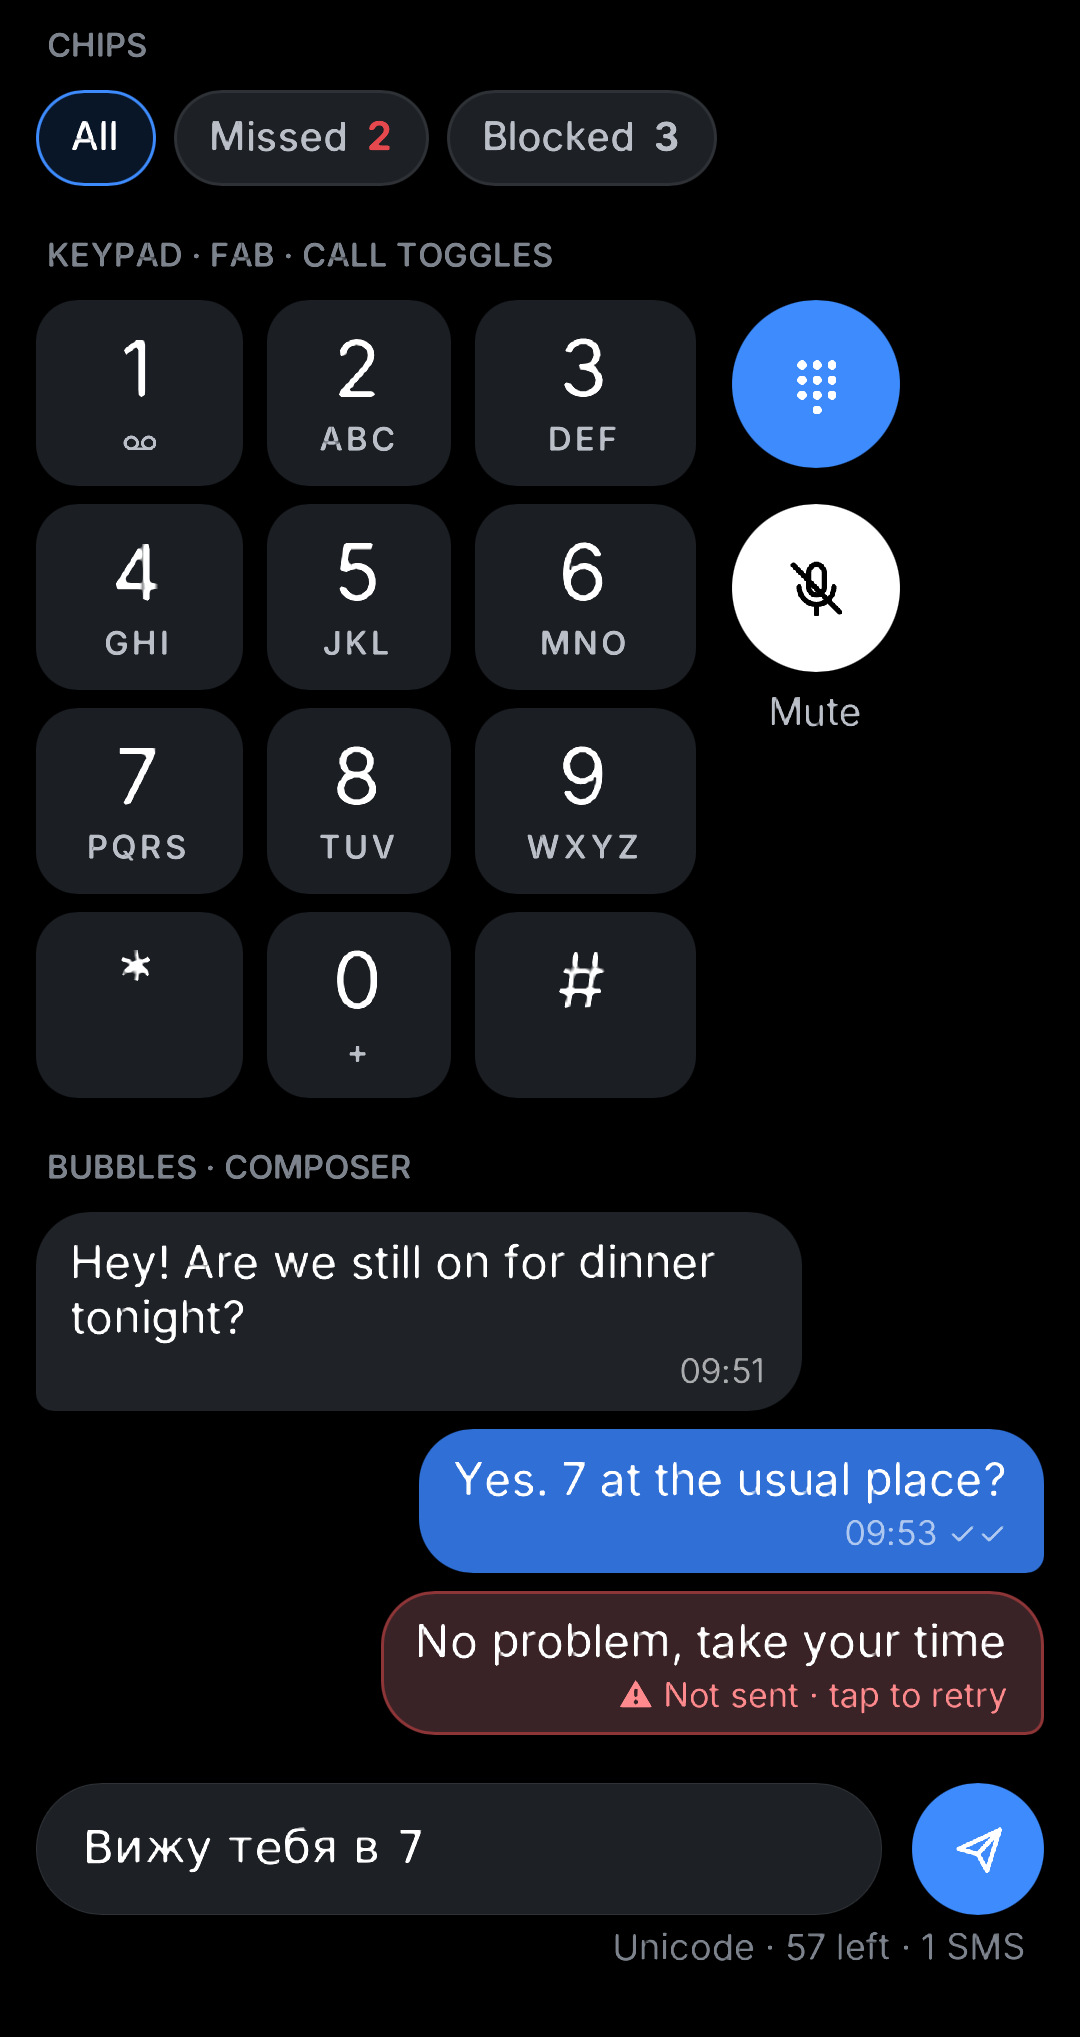 CHIPS
All
Missed 2
Blocked 3
KEYPAD · FAB · CALL TOGGLES
1
2
ABC
3
DEF
4
GHI
5
JKL
6
MNO
Mute
7
PQRS
8
TUV
9
WXYZ
*
0
+
#
BUBBLES · COMPOSER
Hey! Are we still on for dinner
tonight?
09:51
Yes. 7 at the usual place?
09:53 ✓✓
No problem, take your time
Not sent · tap to retry
Вижу тебя в 7
Unicode · 57 left · 1 SMS